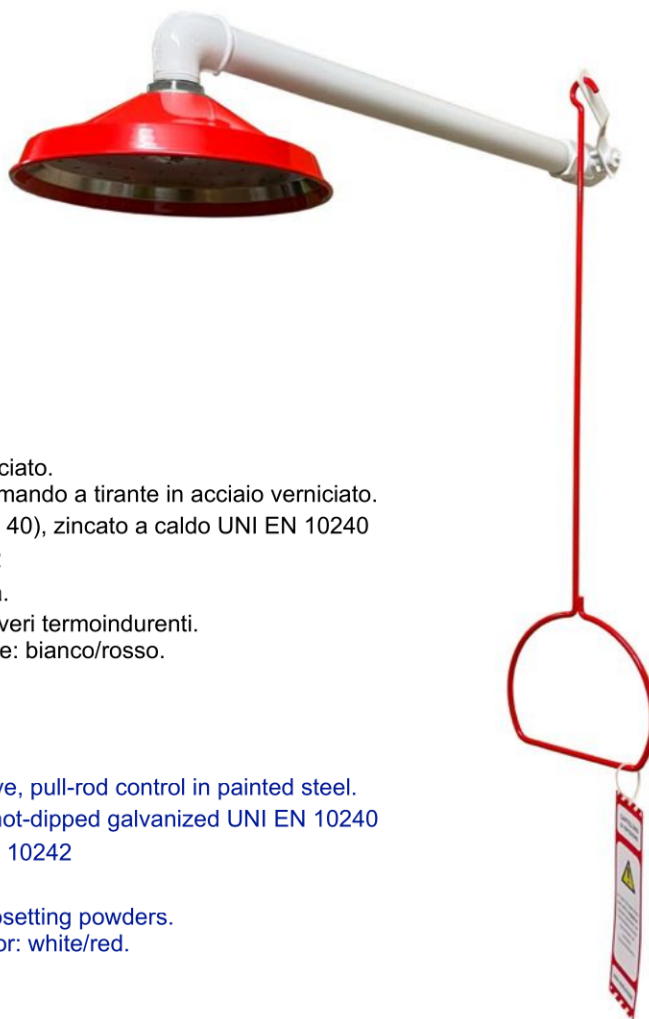 ciato.
mando a tirante in acciaio verniciato.
40), zincato a caldo UNI EN 10240
.
veri termoindurenti.
e: bianco/rosso.
ve, pull-rod control in painted steel.
not-dipped galvanized UNI EN 10240
10242
osetting powders.
or: white/red.